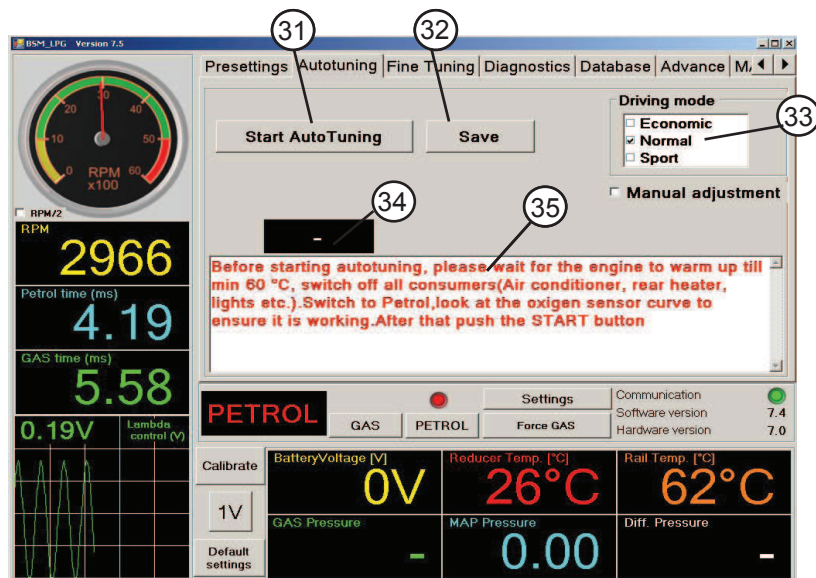 31
32
BSM_LPG Version 7.5
Presettings Autotuning Fine Tuning Diagnostics Database Advance
Driving mode
Economic
Normal
Sport
33
Start AutoTuning
Save
Manual adjustment
0 10 20 30 40 50 60
RPM
x100
RPM/2
34
-
35
RPM
2966
Petrol time (ms)
4.19
GAS time (ms)
5.58
Before starting autotuning, please wait for the engine to warm up till
min 60 °C, switch off all consumers(Air conditioner, rear heater,
lights etc.).Switch to Petrol,look at the oxigen sensor curve to
ensure it is working.After that push the START button
PETROL
GAS
PETROL
Settings
Force GAS
Communication
Software version 7.4
Hardware version 7.0
0.19V
Lambda
control (V)
Calibrate
1V
Default
settings
BatteryVoltage [V]
0V
Reducer Temp. [°C]
26°C
Rail Temp. [°C]
62°C
GAS Pressure
-
MAP Pressure
0.00
Diff. Pressure
-